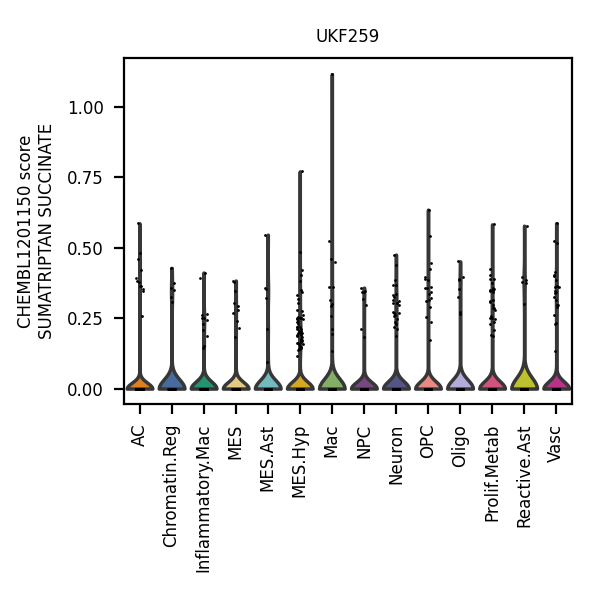 UKF259
CHEMBL1201150 score
SUMATRIPTAN SUCCINATE
1.00
0.75
0.50
0.25
0.00
AC
Chromatin.Reg
Inflammatory.Mac
MES
MES.Ast
MES.Hyp
Mac
NPC
Neuron
OPC
Oligo
Prolif.Metab
Reactive.Ast
Vasc